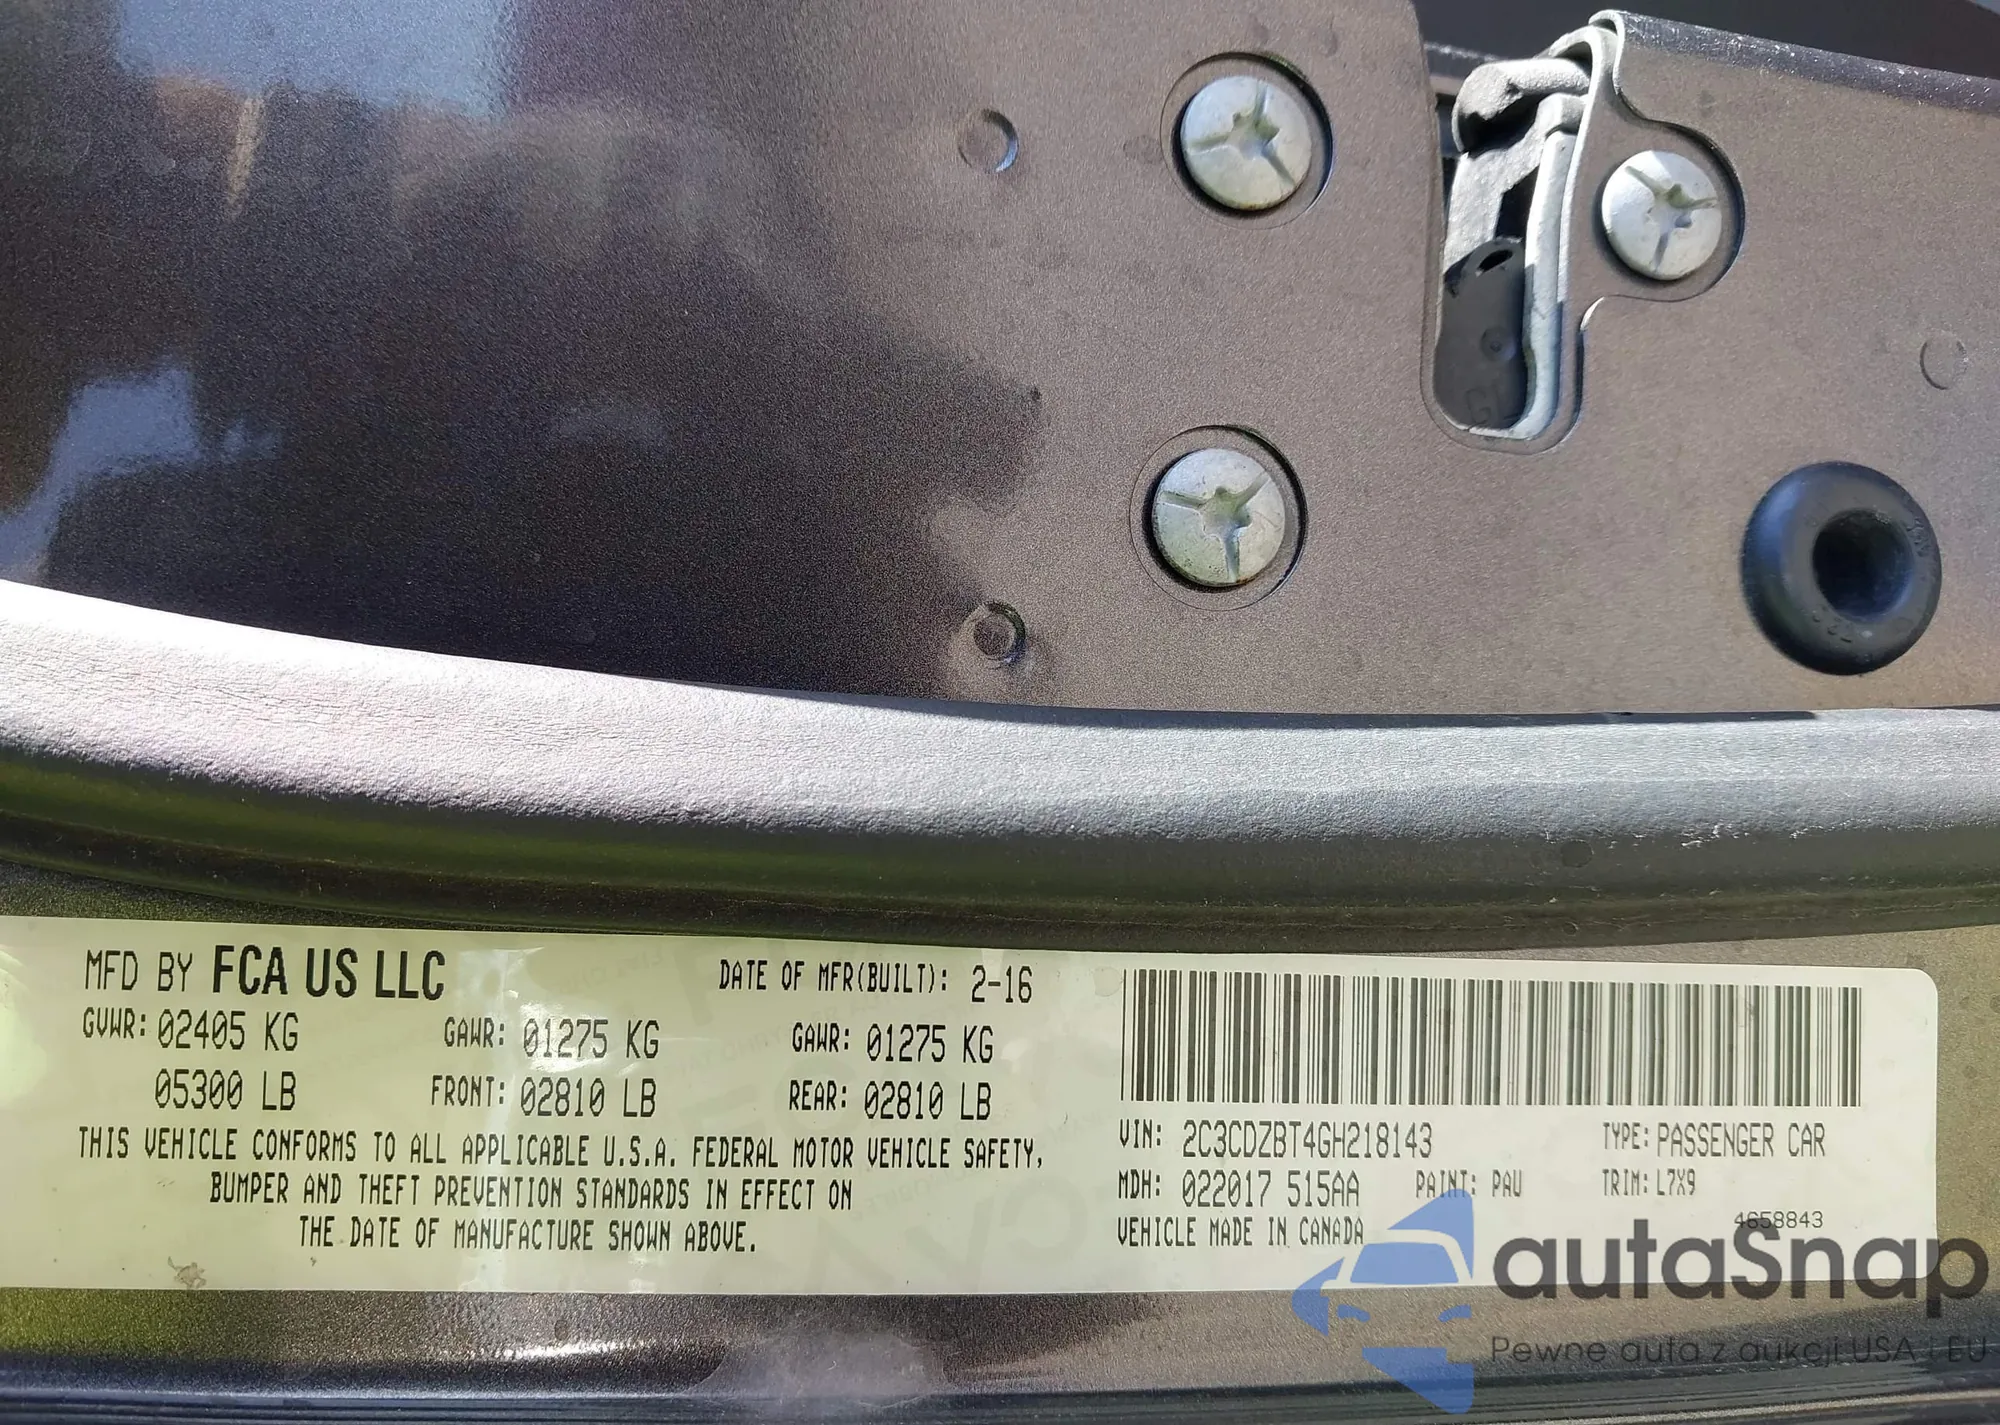 MFD BY FCA US LLC DATE OF MFR(BUILT): 2-16
GVWR: 02405 KG GAWR: 01275 KG GAWR: 01275 KG
05300 LB FRONT: 02810 LB REAR: 02810 LB
THIS VEHICLE CONFORMS TO ALL APPLICABLE U.S.A. FEDERAL MOTOR VEHICLE SAFETY,
BUMPER AND THEFT PREVENTION STANDARDS IN EFFECT ON
THE DATE OF MANUFACTURE SHOWN ABOVE.
VIN: 2C3CDZBT4GH218143 TYPE: PASSENGER CAR
MDH: 022017 515AA PAINT: PAU TRIM: L7X9
VEHICLE MADE IN CANADA
4658843
autaSnap
Pewne auta z aukcji USA i EU